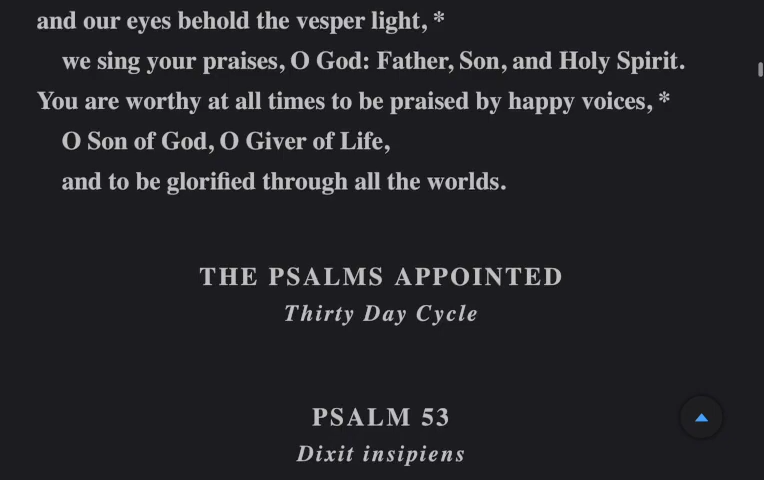 and our eyes behold the vesper light, *
we sing your praises, O God: Father, Son, and Holy Spirit.
You are worthy at all times to be praised by happy voices, *
O Son of God, O Giver of Life,
and to be glorified through all the worlds.
THE PSALMS APPOINTED
Thirty Day Cycle
PSALM 53
Dixit insipiens